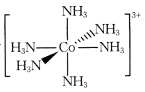 NH₃ 3+
NH₃
H₃N Co NH₃
H₃N
NH₃